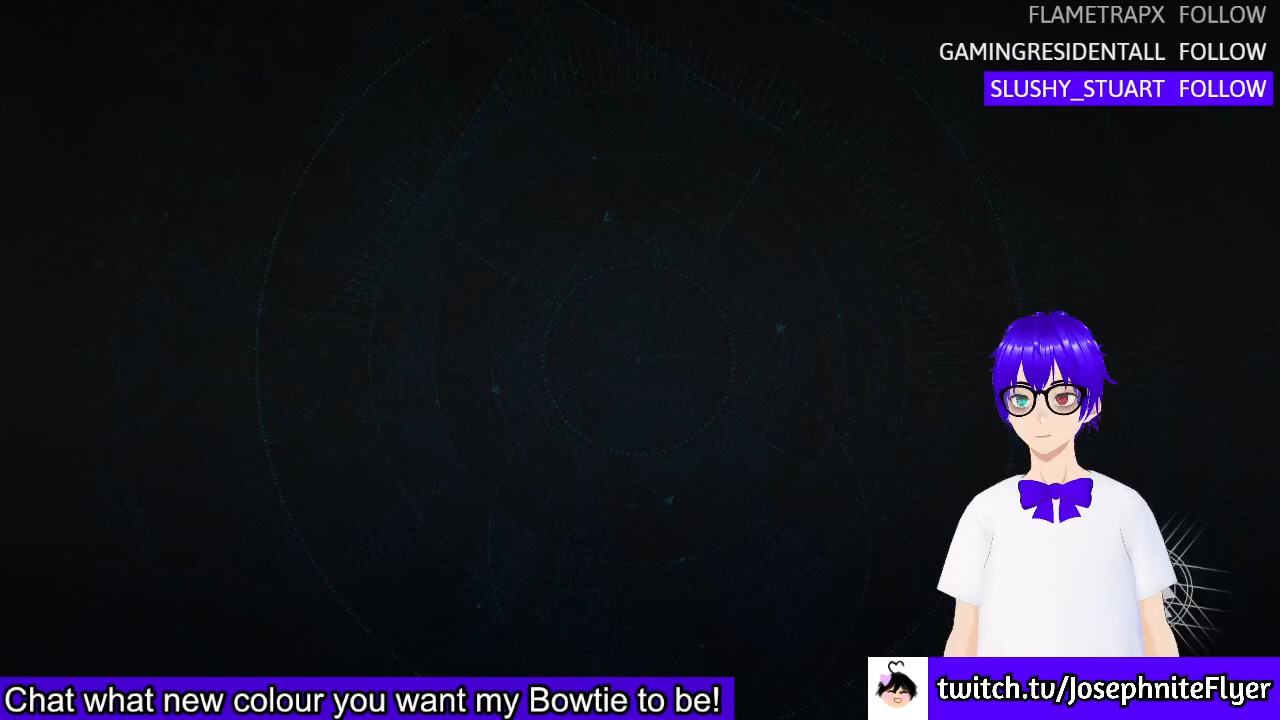 FLAMETRAPX FOLLOW
GAMINGRESIDENTALL FOLLOW
SLUSHY_STUART FOLLOW
Chat what new colour you want my Bowtie to be!
twitch.tv/JosephniteFlyer